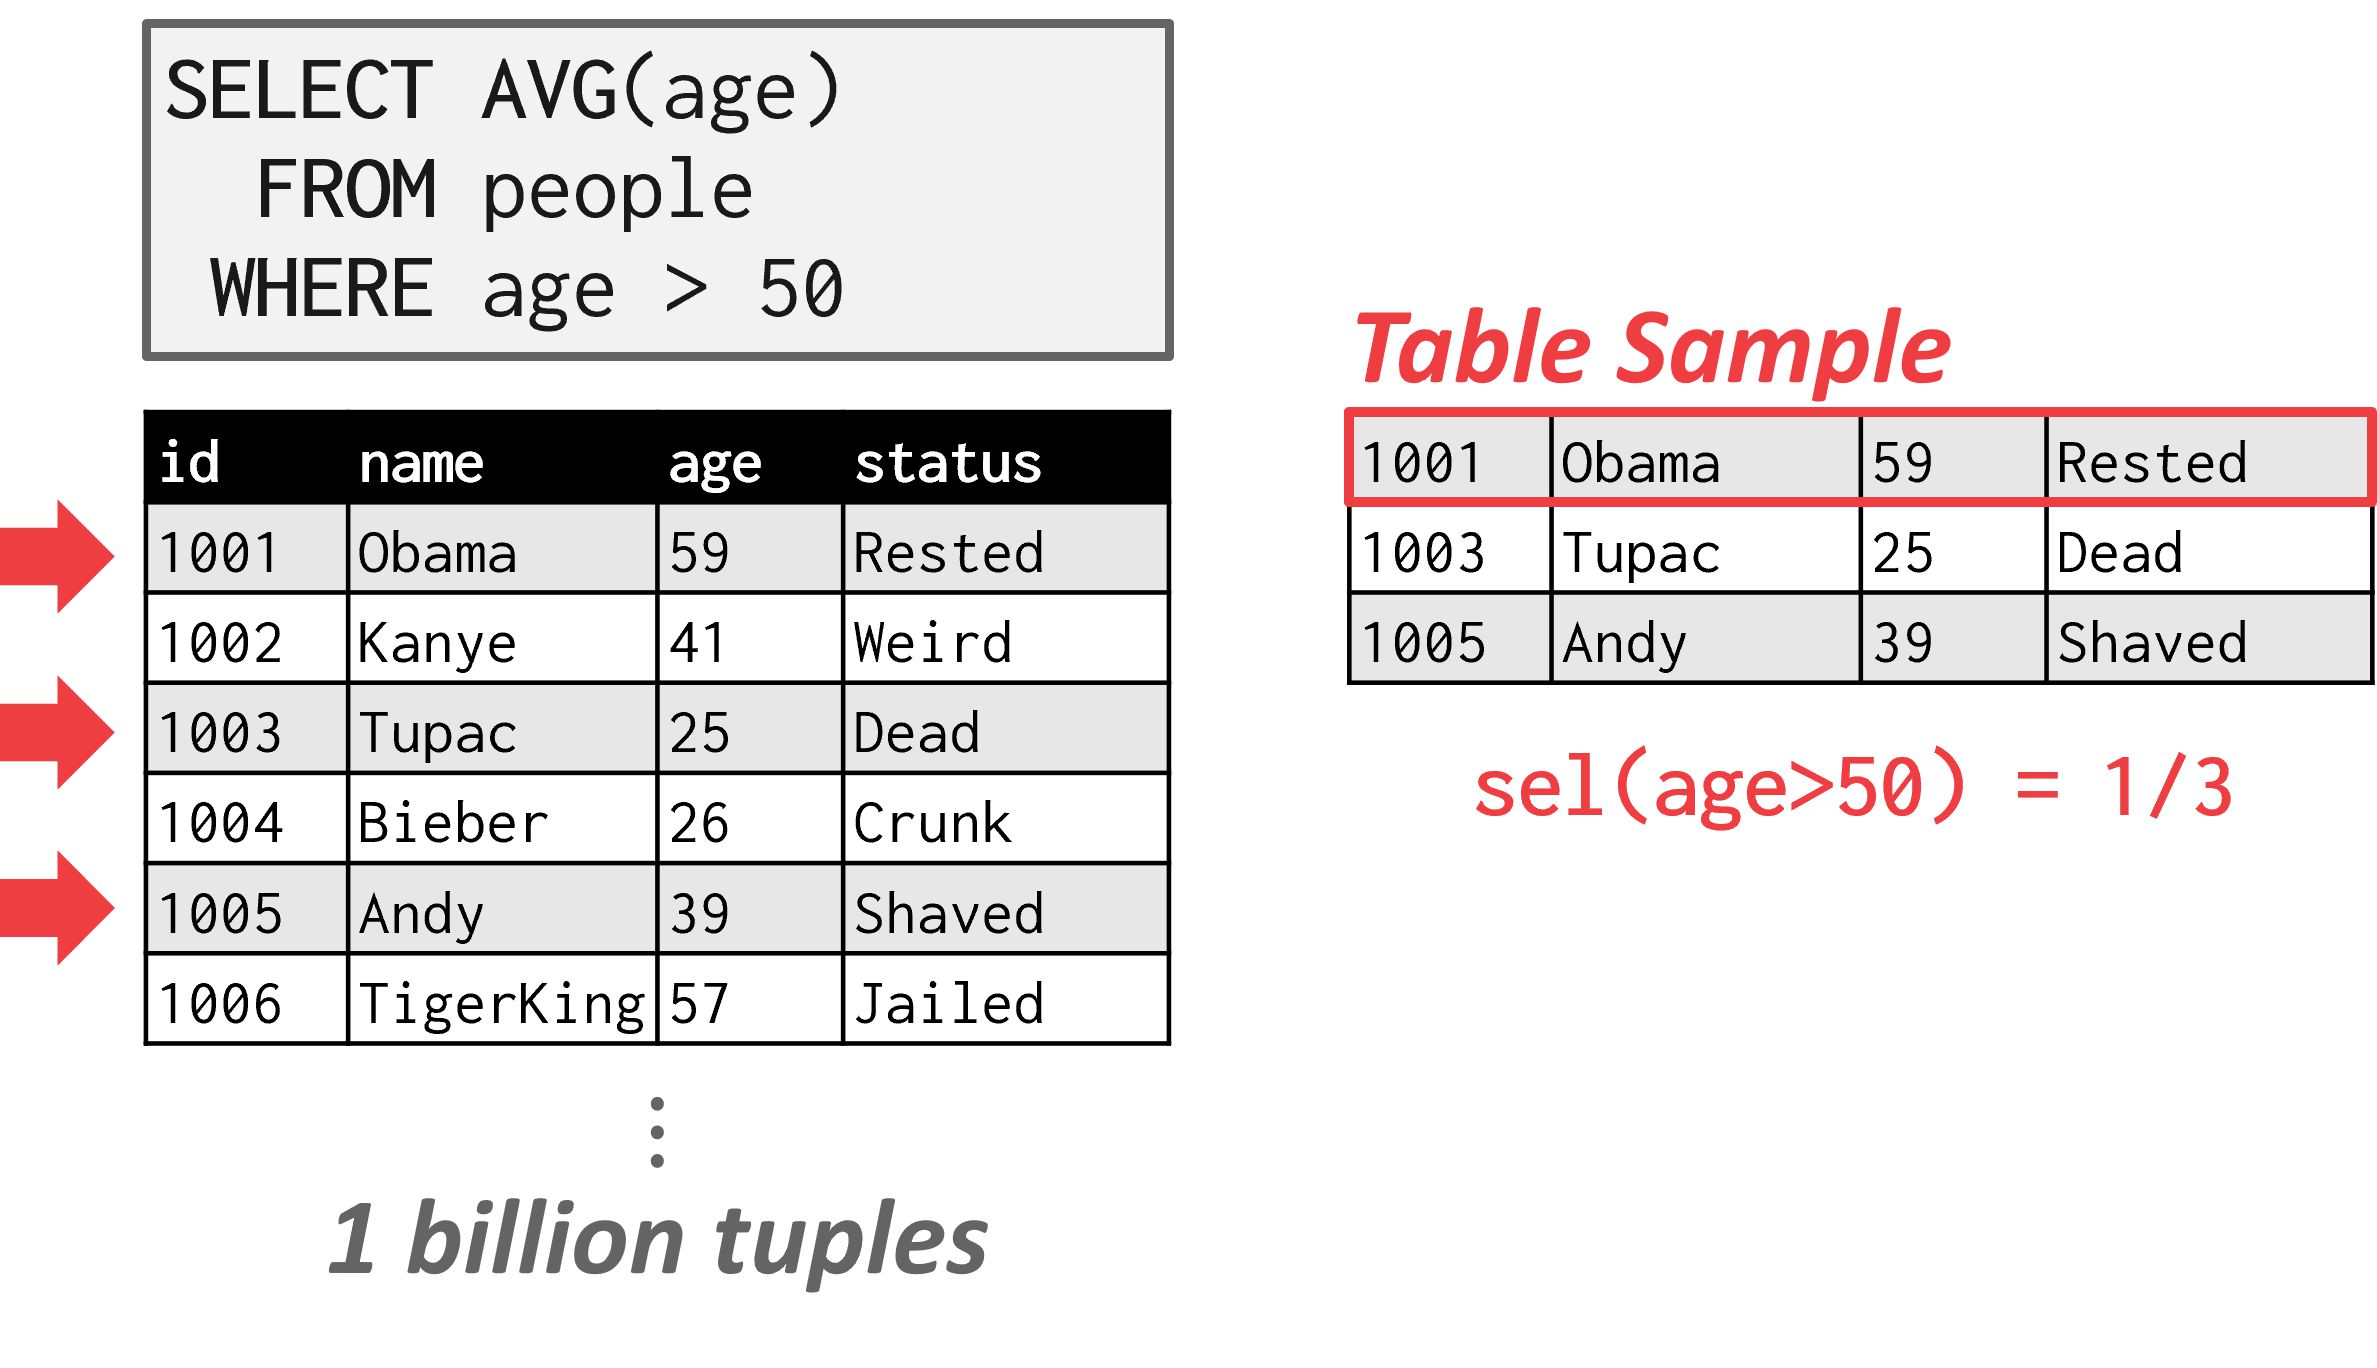 SELECT AVG(age)
FROM people
WHERE age > 50
id name age status
1001 Obama 59 Rested
1002 Kanye 41 Weird
1003 Tupac 25 Dead
1004 Bieber 26 Crunk
1005 Andy 39 Shaved
1006 TigerKing 57 Jailed
⋮
1 billion tuples
Table Sample
1001 Obama 59 Rested
1003 Tupac 25 Dead
1005 Andy 39 Shaved
sel(age>50) = 1/3